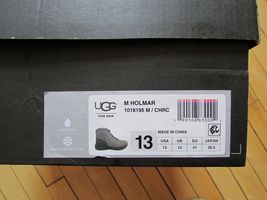 UGG
FOR MEN
M HOLMAR
1018195 M / CHRC
13
MADE IN CHINA
USA UK EU JAPAN
13 12 47 30.5